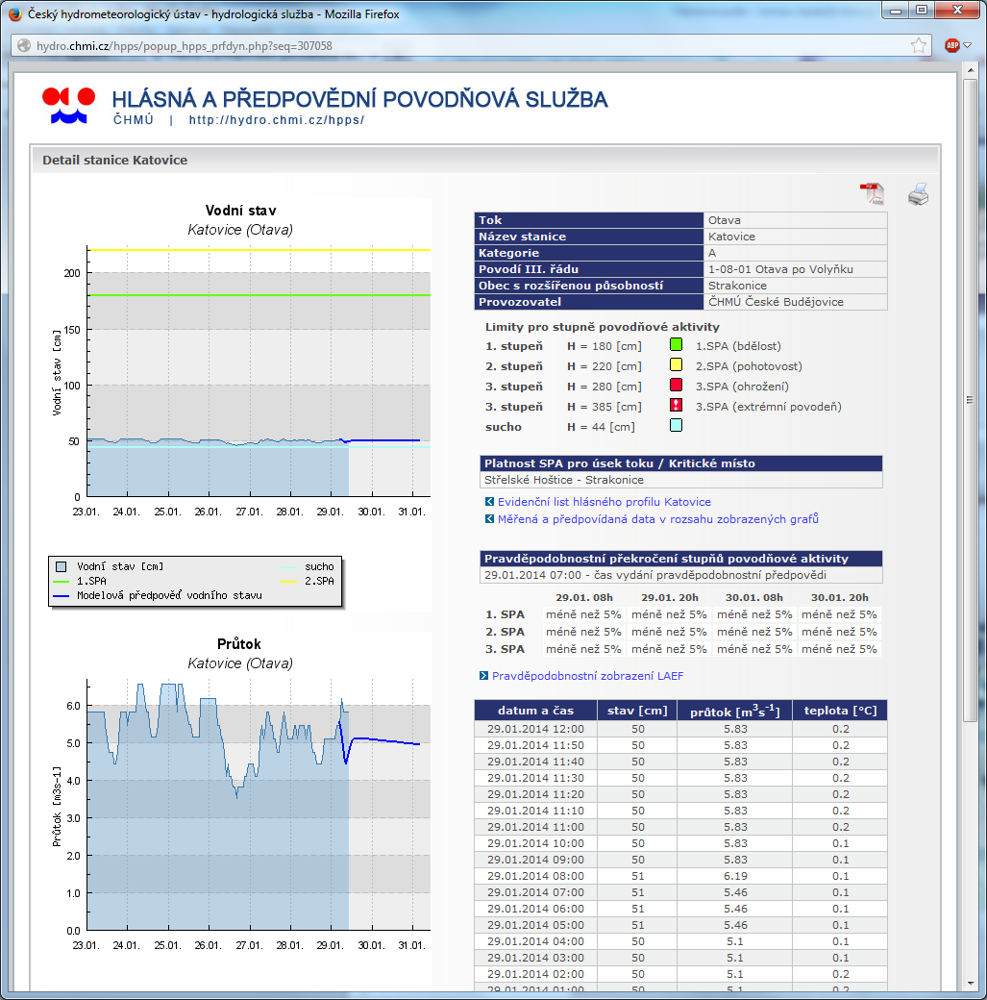 Český hydrometeorologický ústav - hydrologická služba - Mozilla Firefox
hydro.chmi.cz/hpps/popup_hpps_prfdyn.php?seq=307058
ABP
HLÁSNÁ A PŘEDPOVĚDNÍ POVODŇOVÁ SLUŽBA
ČHMÚ | http://hydro.chmi.cz/hpps/
Detail stanice Katovice
Vodní stav
Katovice (Otava)
Vodní stav [cm]
200
150
100
50
0
23.01. 24.01. 25.01. 26.01. 27.01. 28.01. 29.01. 30.01. 31.01.
Vodní stav [cm] sucho
1.SPA 2.SPA
Modelová předpověď vodního stavu
Průtok
Katovice (Otava)
Průtok [m3s-1]
6.0
5.0
4.0
3.0
2.0
1.0
0.0
23.01. 24.01. 25.01. 26.01. 27.01. 28.01. 29.01. 30.01. 31.01.
Tok Otava
Název stanice Katovice
Kategorie A
Povodí III. řádu 1-08-01 Otava po Volyňku
Obec s rozšířenou působností Strakonice
Provozovatel ČHMÚ České Budějovice
Limity pro stupně povodňové aktivity
1. stupeň H = 180 [cm] 1.SPA (bdělost)
2. stupeň H = 220 [cm] 2.SPA (pohotovost)
3. stupeň H = 280 [cm] 3.SPA (ohrožení)
3. stupeň H = 385 [cm] 3.SPA (extrémní povodeň)
sucho H = 44 [cm]
Platnost SPA pro úsek toku / Kritické místo
Střelské Hoštice - Strakonice
Evidenční list hlásného profilu Katovice
Měřená a předpovídaná data v rozsahu zobrazených grafů
Pravděpodobnostní překročení stupňů povodňové aktivity
29.01.2014 07:00 - čas vydání pravděpodobnostní předpovědi
29.01. 08h 29.01. 20h 30.01. 08h 30.01. 20h
1. SPA méně než 5% méně než 5% méně než 5% méně než 5%
2. SPA méně než 5% méně než 5% méně než 5% méně než 5%
3. SPA méně než 5% méně než 5% méně než 5% méně než 5%
Pravděpodobnostní zobrazení LAEF
datum a čas stav [cm] průtok [m³s⁻¹] teplota [°C]
29.01.2014 12:00 50 5.83 0.2
29.01.2014 11:50 50 5.83 0.2
29.01.2014 11:40 50 5.83 0.2
29.01.2014 11:30 50 5.83 0.2
29.01.2014 11:20 50 5.83 0.2
29.01.2014 11:10 50 5.83 0.2
29.01.2014 11:00 50 5.83 0.2
29.01.2014 10:00 50 5.83 0.1
29.01.2014 09:00 50 5.83 0.1
29.01.2014 08:00 51 6.19 0.1
29.01.2014 07:00 51 5.46 0.1
29.01.2014 06:00 51 5.46 0.1
29.01.2014 05:00 51 5.46 0.1
29.01.2014 04:00 50 5.1 0.1
29.01.2014 03:00 50 5.1 0.1
29.01.2014 02:00 50 5.1 0.2
29.01.2014 01:00 50 5.1 0.2